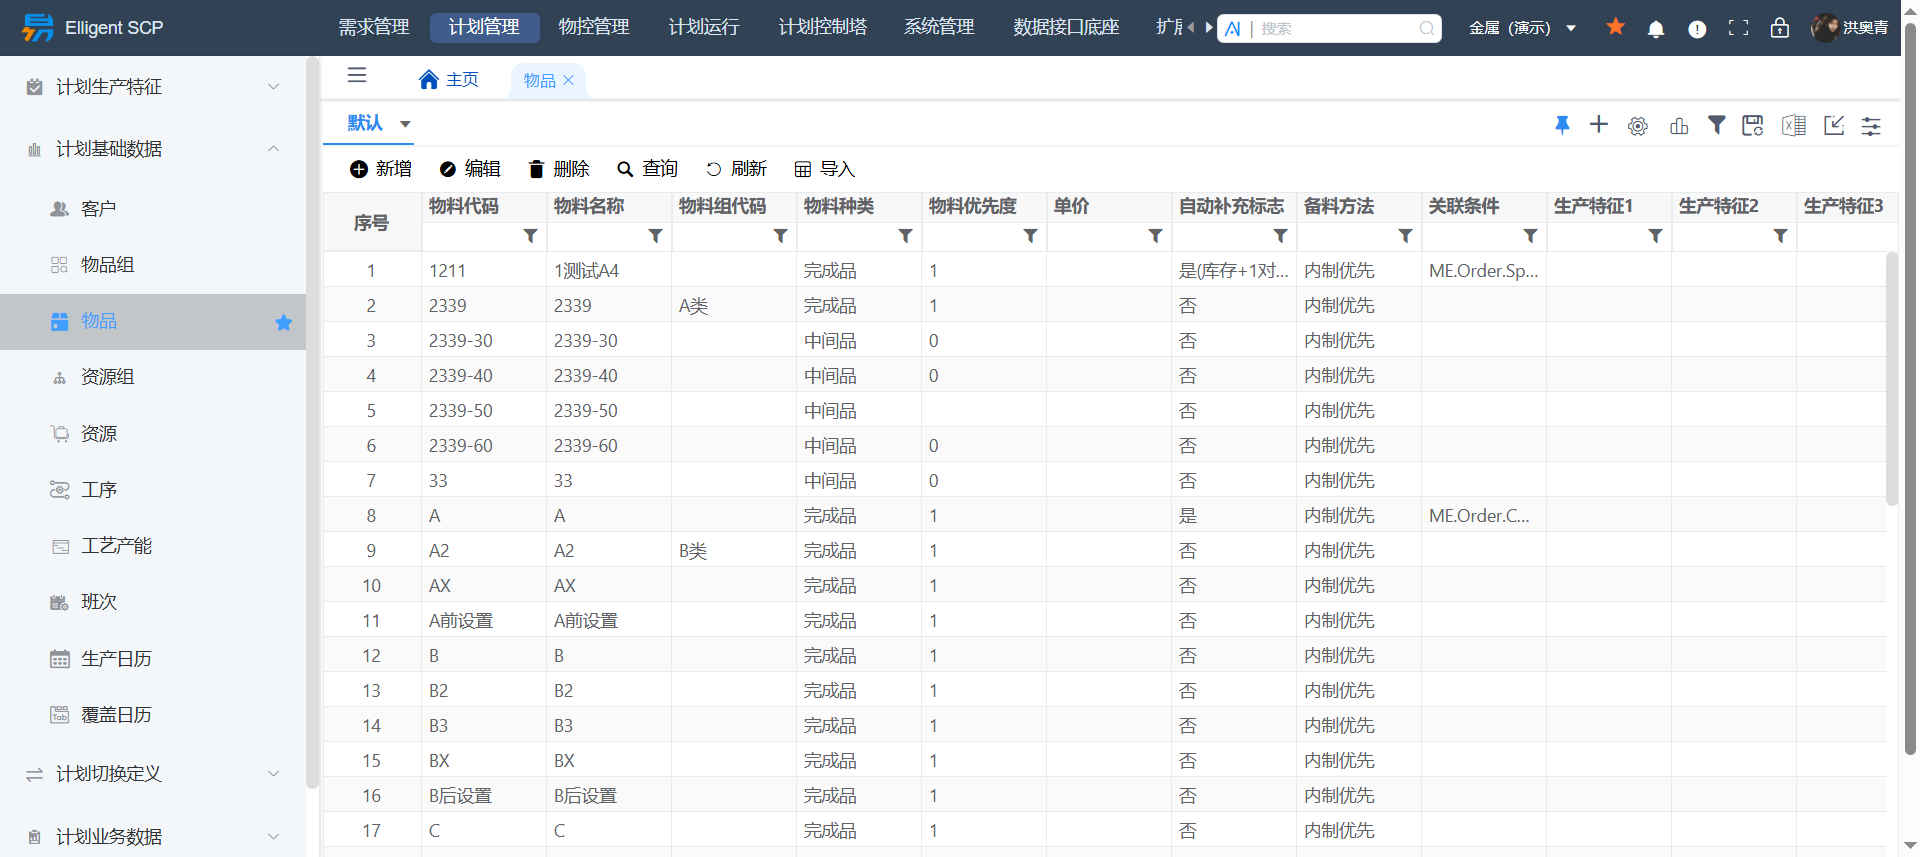 Elligent SCP
需求管理 计划管理 物控管理 计划运行 计划控制塔 系统管理 数据接口底座 扩展
搜索
金属（演示）
洪奥青
计划生产特征
计划基础数据
客户
物品组
物品
资源组
资源
工序
工艺产能
班次
生产日历
Tab 覆盖日历
计划切换定义
计划业务数据
主页 物品
默认
新增 编辑 删除 查询 刷新 导入
序号 物料代码 物料名称 物料组代码 物料种类 物料优先度 单价 自动补充标志 备料方法 关联条件 生产特征1 生产特征2 生产特征3
1 1211 1测试A4 完成品 1 是(库存+1对... 内制优先 ME.Order.Sp...
2 2339 2339 A类 完成品 1 否 内制优先
3 2339-30 2339-30 中间品 0 否 内制优先
4 2339-40 2339-40 中间品 0 否 内制优先
5 2339-50 2339-50 中间品 否 内制优先
6 2339-60 2339-60 中间品 0 否 内制优先
7 33 33 中间品 0 否 内制优先
8 A A 完成品 1 是 内制优先 ME.Order.C...
9 A2 A2 B类 完成品 1 否 内制优先
10 AX AX 完成品 1 否 内制优先
11 A前设置 A前设置 完成品 1 否 内制优先
12 B B 完成品 1 否 内制优先
13 B2 B2 完成品 1 否 内制优先
14 B3 B3 完成品 1 否 内制优先
15 BX BX 完成品 1 否 内制优先
16 B后设置 B后设置 完成品 1 否 内制优先
17 C C 完成品 1 否 内制优先